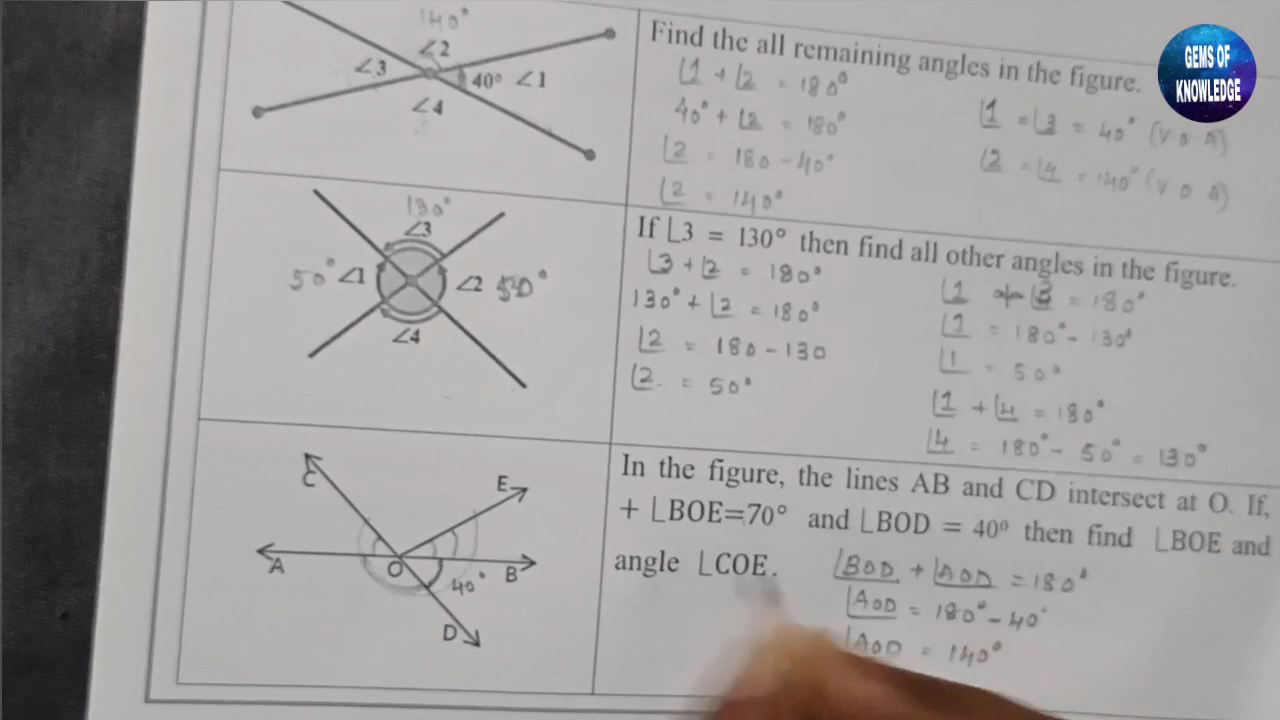 GEMS OF
KNOWLEDGE
140°
∠2
∠3
40° ∠1
∠4
Find the all remaining angles in the figure.
∠1 + ∠2 = 180°
40° + ∠2 = 180°
∠2 = 180 - 40°
∠2 = 140°
∠1 = ∠3 = 40° (V O A)
∠2 = ∠4 = 140° (V O A)
130°
∠3
50° ∠1
∠2 50°
∠4
If ∠3 = 130° then find all other angles in the figure.
∠3 + ∠2 = 180°
130° + ∠2 = 180°
∠2 = 180 - 130
∠2 = 50°
∠1 + ∠3 = 180°
∠1 = 180° - 130°
∠1 = 50°
∠1 + ∠4 = 180°
∠4 = 180° - 50° = 130°
C
E
A
O
B
40°
D
In the figure, the lines AB and CD intersect at O. If,
+ ∠BOE=70° and ∠BOD = 40° then find ∠BOE and
angle ∠COE.
∠BOD + ∠AOD = 180°
∠AOD = 180° - 40°
∠AOD = 140°